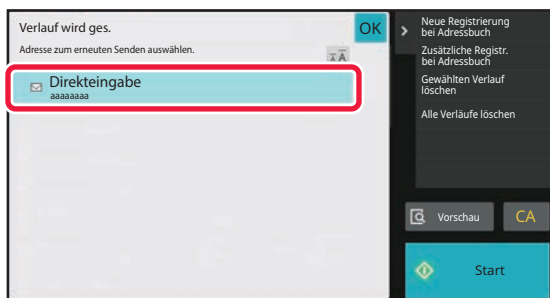 Verlauf wird ges.
OK
Adresse zum erneuten Senden auswählen.
Direkteingabe
aaaaaaaa
Neue Registrierung
bei Adressbuch
Zusätzliche Registr.
bei Adressbuch
Gewählten Verlauf
löschen
Alle Verläufe löschen
Vorschau
CA
Start